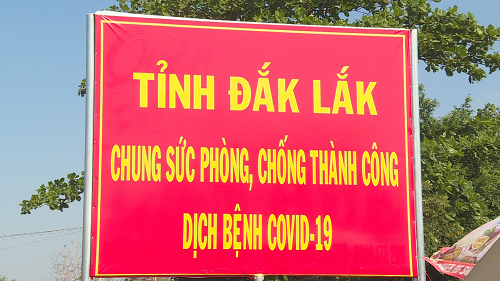 TỈNH ĐẮK LẮK
CHUNG SỨC PHÒNG, CHỐNG THÀNH CÔNG
DỊCH BỆNH COVID-19